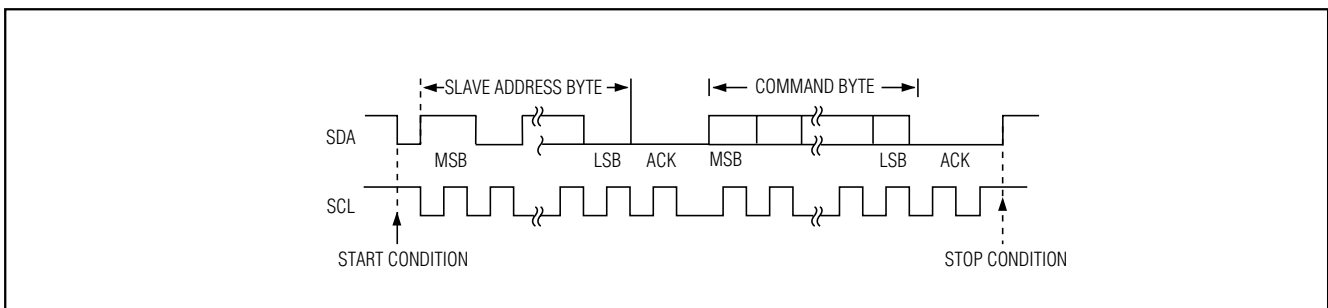 SLAVE ADDRESS BYTE COMMAND BYTE
SDA
MSB LSB ACK MSB LSB ACK
SCL
START CONDITION STOP CONDITION